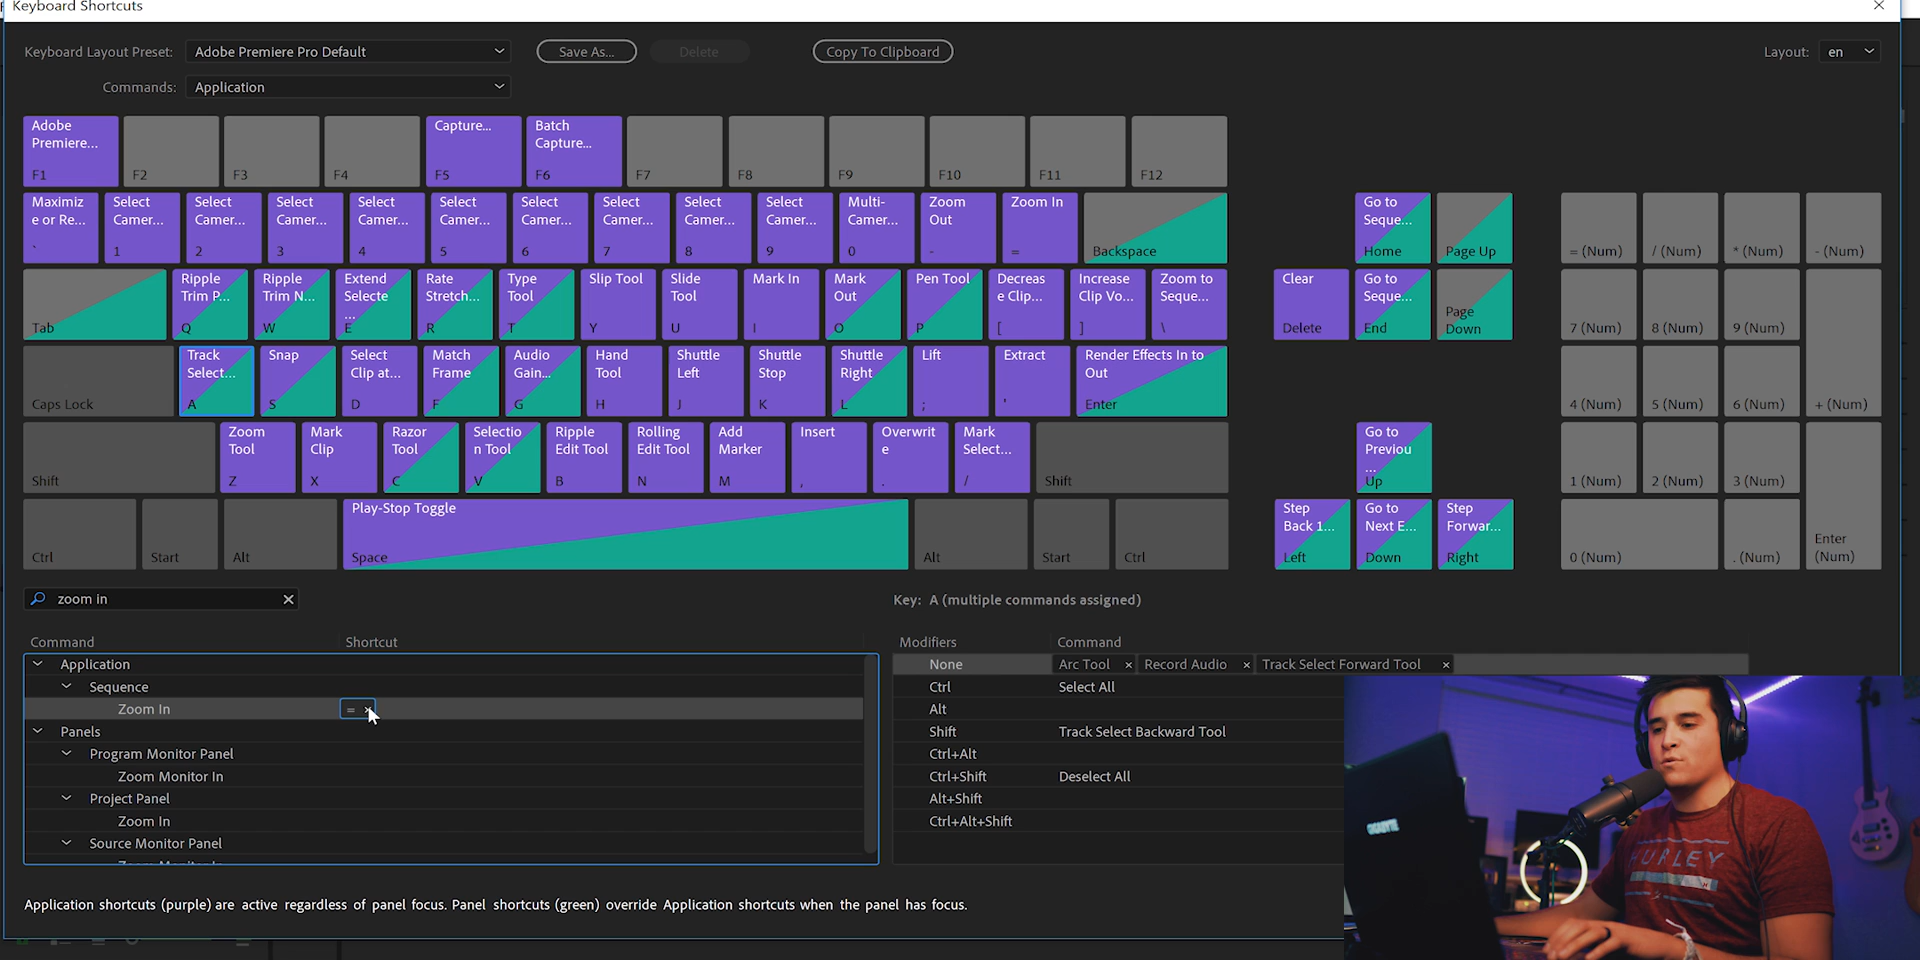 Keyboard Shortcuts
Keyboard Layout Preset: Adobe Premiere Pro Default Save As... Delete Copy To Clipboard Layout: en
Commands: Application
Adobe Premiere... F1
F2
F3
F4
Capture... F5
Batch Capture... F6
F7
F8
F9
F10
F11
F12
Maximiz e or Re... `
Select Camer... 1
Select Camer... 2
Select Camer... 3
Select Camer... 4
Select Camer... 5
Select Camer... 6
Select Camer... 7
Select Camer... 8
Select Camer... 9
Multi- Camer... 0
Zoom Out -
Zoom In =
Backspace
Go to Seque... Home
Page Up
= (Num)
/ (Num)
* (Num)
- (Num)
Tab
Ripple Trim P... Q
Ripple Trim N... W
Extend Selecte ... E
Rate Stretch... R
Type Tool T
Slip Tool Y
Slide Tool U
Mark In I
Mark Out O
Pen Tool P
Decreas e Clip... [
Increase Clip Vo... ]
Zoom to Seque... \
Clear Delete
Go to Seque... End
Page Down
7 (Num)
8 (Num)
9 (Num)
Caps Lock
Track Select... A
Snap S
Select Clip at... D
Match Frame F
Audio Gain... G
Hand Tool H
Shuttle Left J
Shuttle Stop K
Shuttle Right L
Lift ;
Extract '
Render Effects In to Out Enter
4 (Num)
5 (Num)
6 (Num)
+ (Num)
Shift
Zoom Tool Z
Mark Clip X
Razor Tool C
Selectio n Tool V
Ripple Edit Tool B
Rolling Edit Tool N
Add Marker M
Insert ,
Overwrit e .
Mark Select... /
Shift
Go to Previou ... Up
1 (Num)
2 (Num)
3 (Num)
Ctrl
Start
Alt
Play-Stop Toggle Space
Alt
Start
Ctrl
Step Back 1... Left
Go to Next E... Down
Step Forwar... Right
0 (Num)
. (Num)
Enter (Num)
zoom in
Key: A (multiple commands assigned)
Command Shortcut
Application
Sequence
Zoom In =
Panels
Program Monitor Panel
Zoom Monitor In
Project Panel
Zoom In
Source Monitor Panel
Modifiers Command
None Arc Tool × Record Audio × Track Select Forward Tool ×
Ctrl Select All
Alt
Shift Track Select Backward Tool
Ctrl+Alt
Ctrl+Shift Deselect All
Alt+Shift
Ctrl+Alt+Shift
Application shortcuts (purple) are active regardless of panel focus. Panel shortcuts (green) override Application shortcuts when the panel has focus.
GIGABYTE
HURLEY